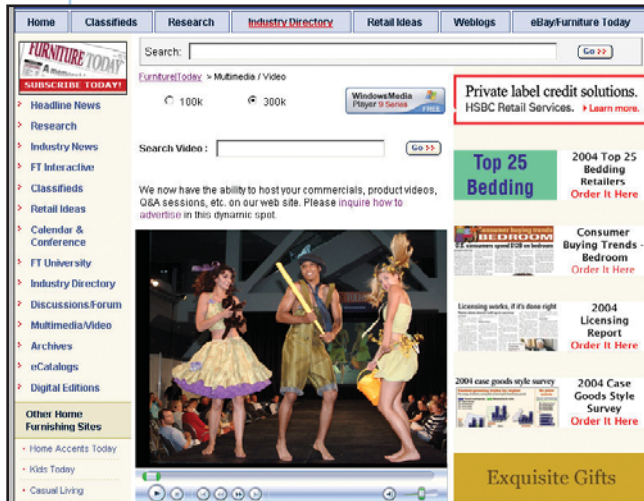 Home Classifieds Research Industry Directory Retail Ideas Weblogs eBay/Furniture Today
FURNITURE TODAY
SUBSCRIBE TODAY!
Headline News
Research
Industry News
FT Interactive
Classifieds
Retail Ideas
Calendar &
Conference
FT University
Industry Directory
Discussions/Forum
Multimedia/Video
Archives
eCatalogs
Digital Editions
Other Home
Furnishing Sites
Home Accents Today
Kids Today
Casual Living
Search: Go >>
Furniture|Today > Multimedia / Video
100k 300k
WindowsMedia
Player 9 Series
FREE
Search Video : Go >>
We now have the ability to host your commercials, product videos,
Q&A sessions, etc. on our web site. Please inquire how to
advertise in this dynamic spot.
Private label credit solutions.
HSBC Retail Services. Learn more.
Top 25
Bedding
2004 Top 25
Bedding
Retailers
Order It Here
Consumer buying trends
BEDROOM
Consumer
Buying Trends -
Bedroom
Order It Here
Licensing works, if it's done right
2004
Licensing
Report
Order It Here
2004 case goods style survey
2004 Case
Goods Style
Survey
Order It Here
Exquisite Gifts